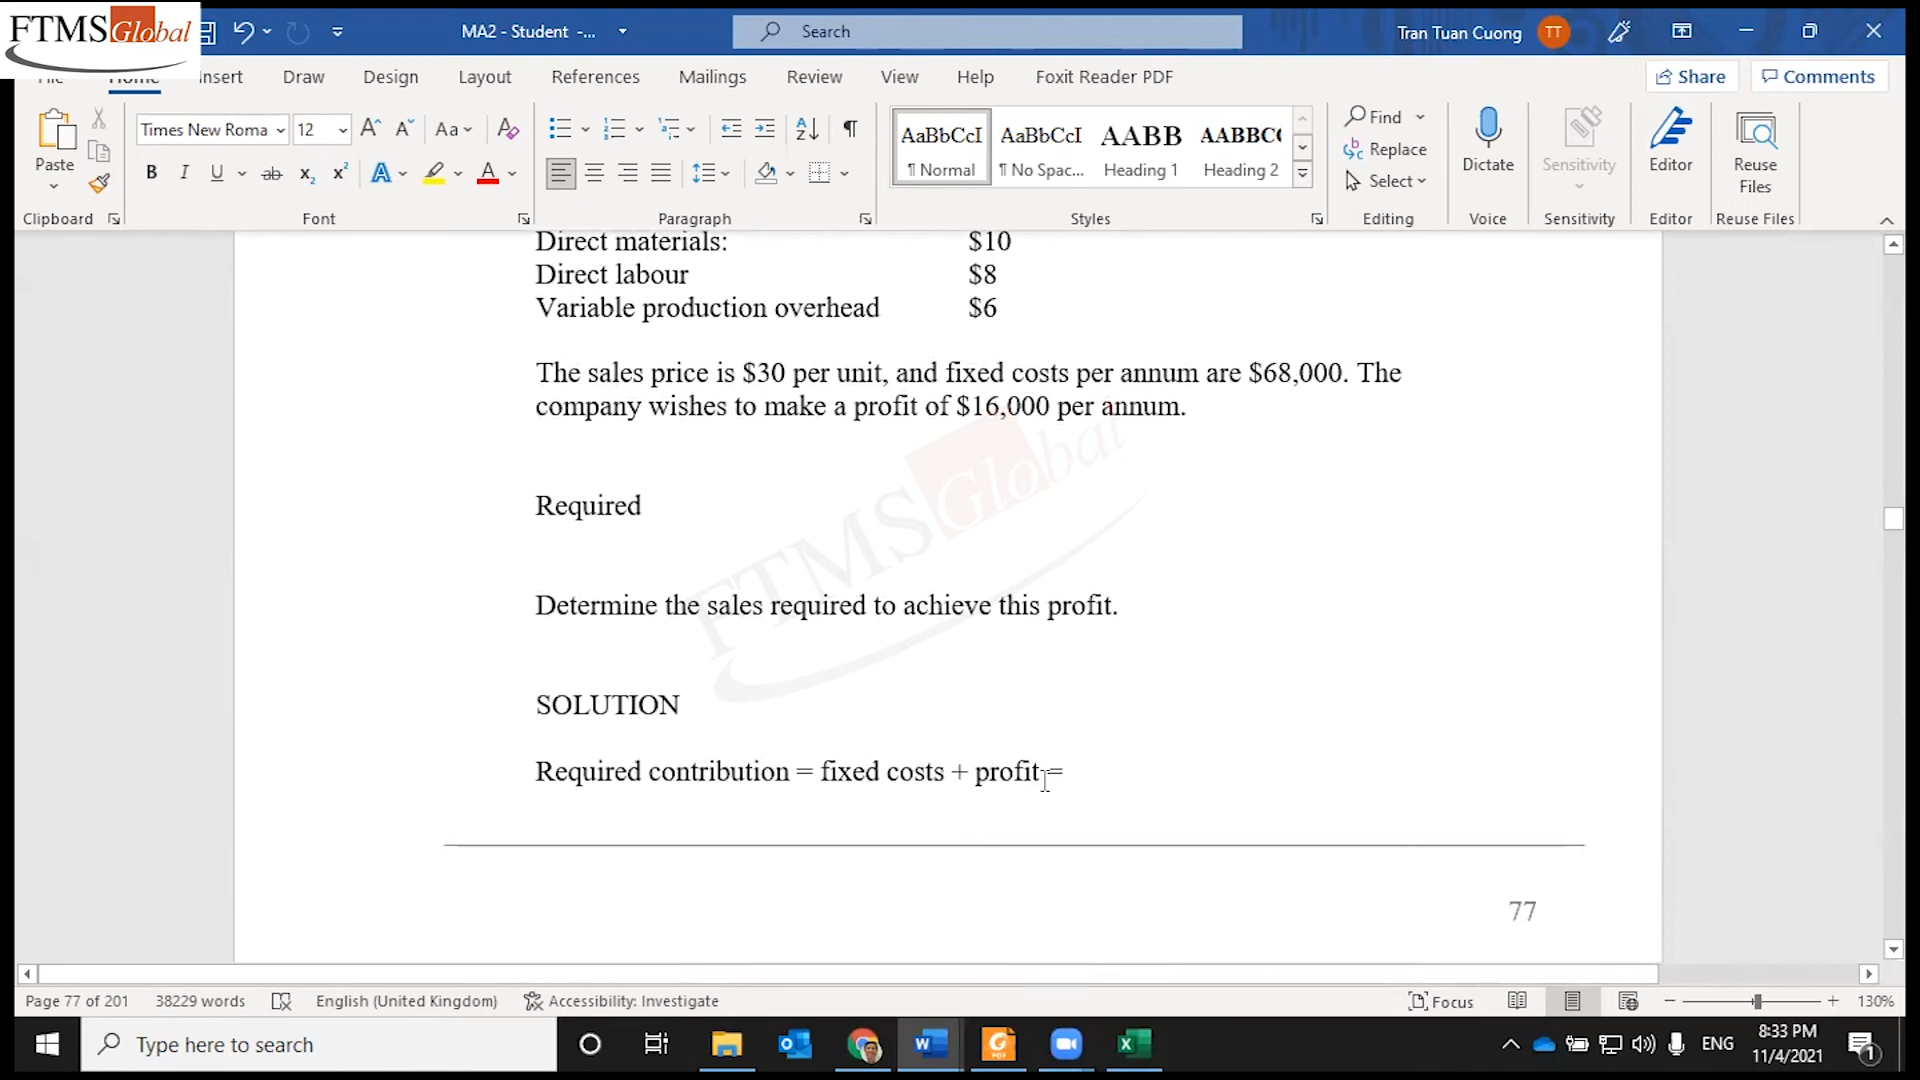 FTMSGlobal
MA2 - Student -...
Search
Tran Tuan Cuong
TT
File
Home
Insert
Draw
Design
Layout
References
Mailings
Review
View
Help
Foxit Reader PDF
Share
Comments
Paste
Clipboard
Times New Roma
12
Font
Paragraph
AaBbCcI
¶ Normal
AaBbCcI
¶ No Spac...
AABB
Heading 1
AABBC
Heading 2
Styles
Find
Replace
Select
Editing
Dictate
Voice
Sensitivity
Sensitivity
Editor
Editor
Reuse
Files
Reuse Files
Direct materials: $10
Direct labour $8
Variable production overhead $6
The sales price is $30 per unit, and fixed costs per annum are $68,000. The
company wishes to make a profit of $16,000 per annum.
FTMSGlobal
Required
Determine the sales required to achieve this profit.
SOLUTION
Required contribution = fixed costs + profit =
77
Page 77 of 201
38229 words
English (United Kingdom)
Accessibility: Investigate
Focus
130%
Type here to search
ENG
8:33 PM
11/4/2021
1